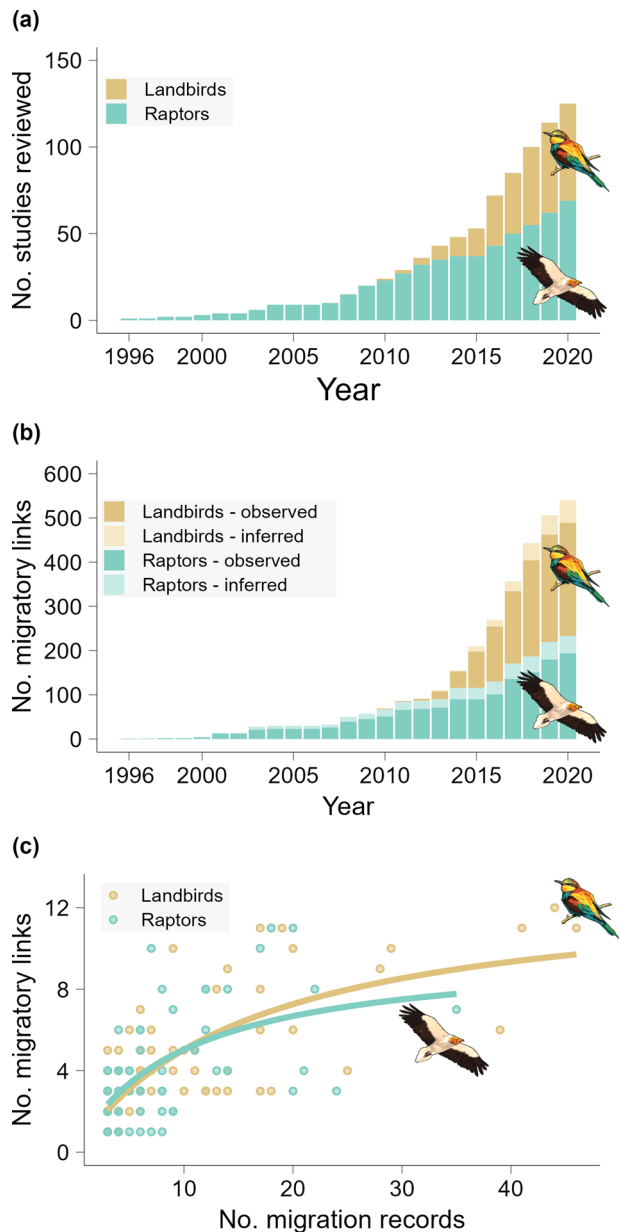 (a)
No. studies reviewed
150
100
50
0
Landbirds
Raptors
1996
2000
2005
2010
2015
2020
Year
(b)
No. migratory links
600
500
400
300
200
100
0
Landbirds - observed
Landbirds - inferred
Raptors - observed
Raptors - inferred
1996
2000
2005
2010
2015
2020
Year
(c)
No. migratory links
12
8
4
0
Landbirds
Raptors
10
20
30
40
No. migration records